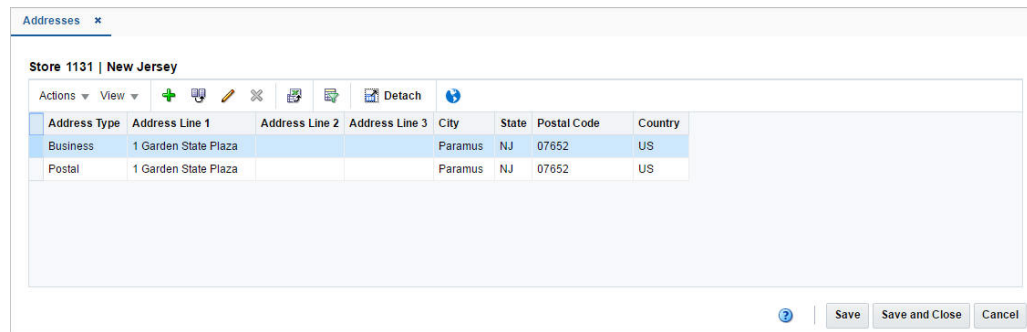 Addresses ×
Store 1131 | New Jersey
Actions View Detach
Address Type Address Line 1 Address Line 2 Address Line 3 City State Postal Code Country
Business 1 Garden State Plaza Paramus NJ 07652 US
Postal 1 Garden State Plaza Paramus NJ 07652 US
? Save Save and Close Cancel